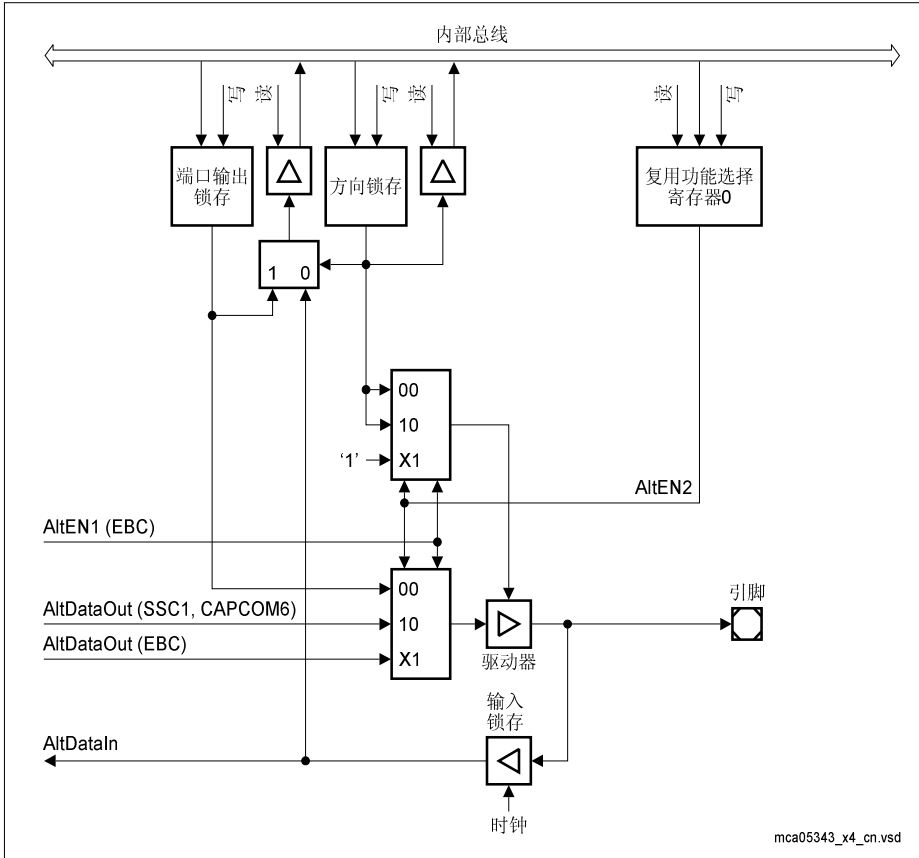 内部总线
写
读
写
读
读
写
端口输出
锁存
方向锁存
复用功能选择
寄存器0
1 0
00
10
'1'
X1
AltEN2
AltEN1 (EBC)
00
AltDataOut (SSC1, CAPCOM6)
10
AltDataOut (EBC)
X1
引脚
驱动器
输入
锁存
AltDataIn
时钟
mca05343_x4_cn.vsd